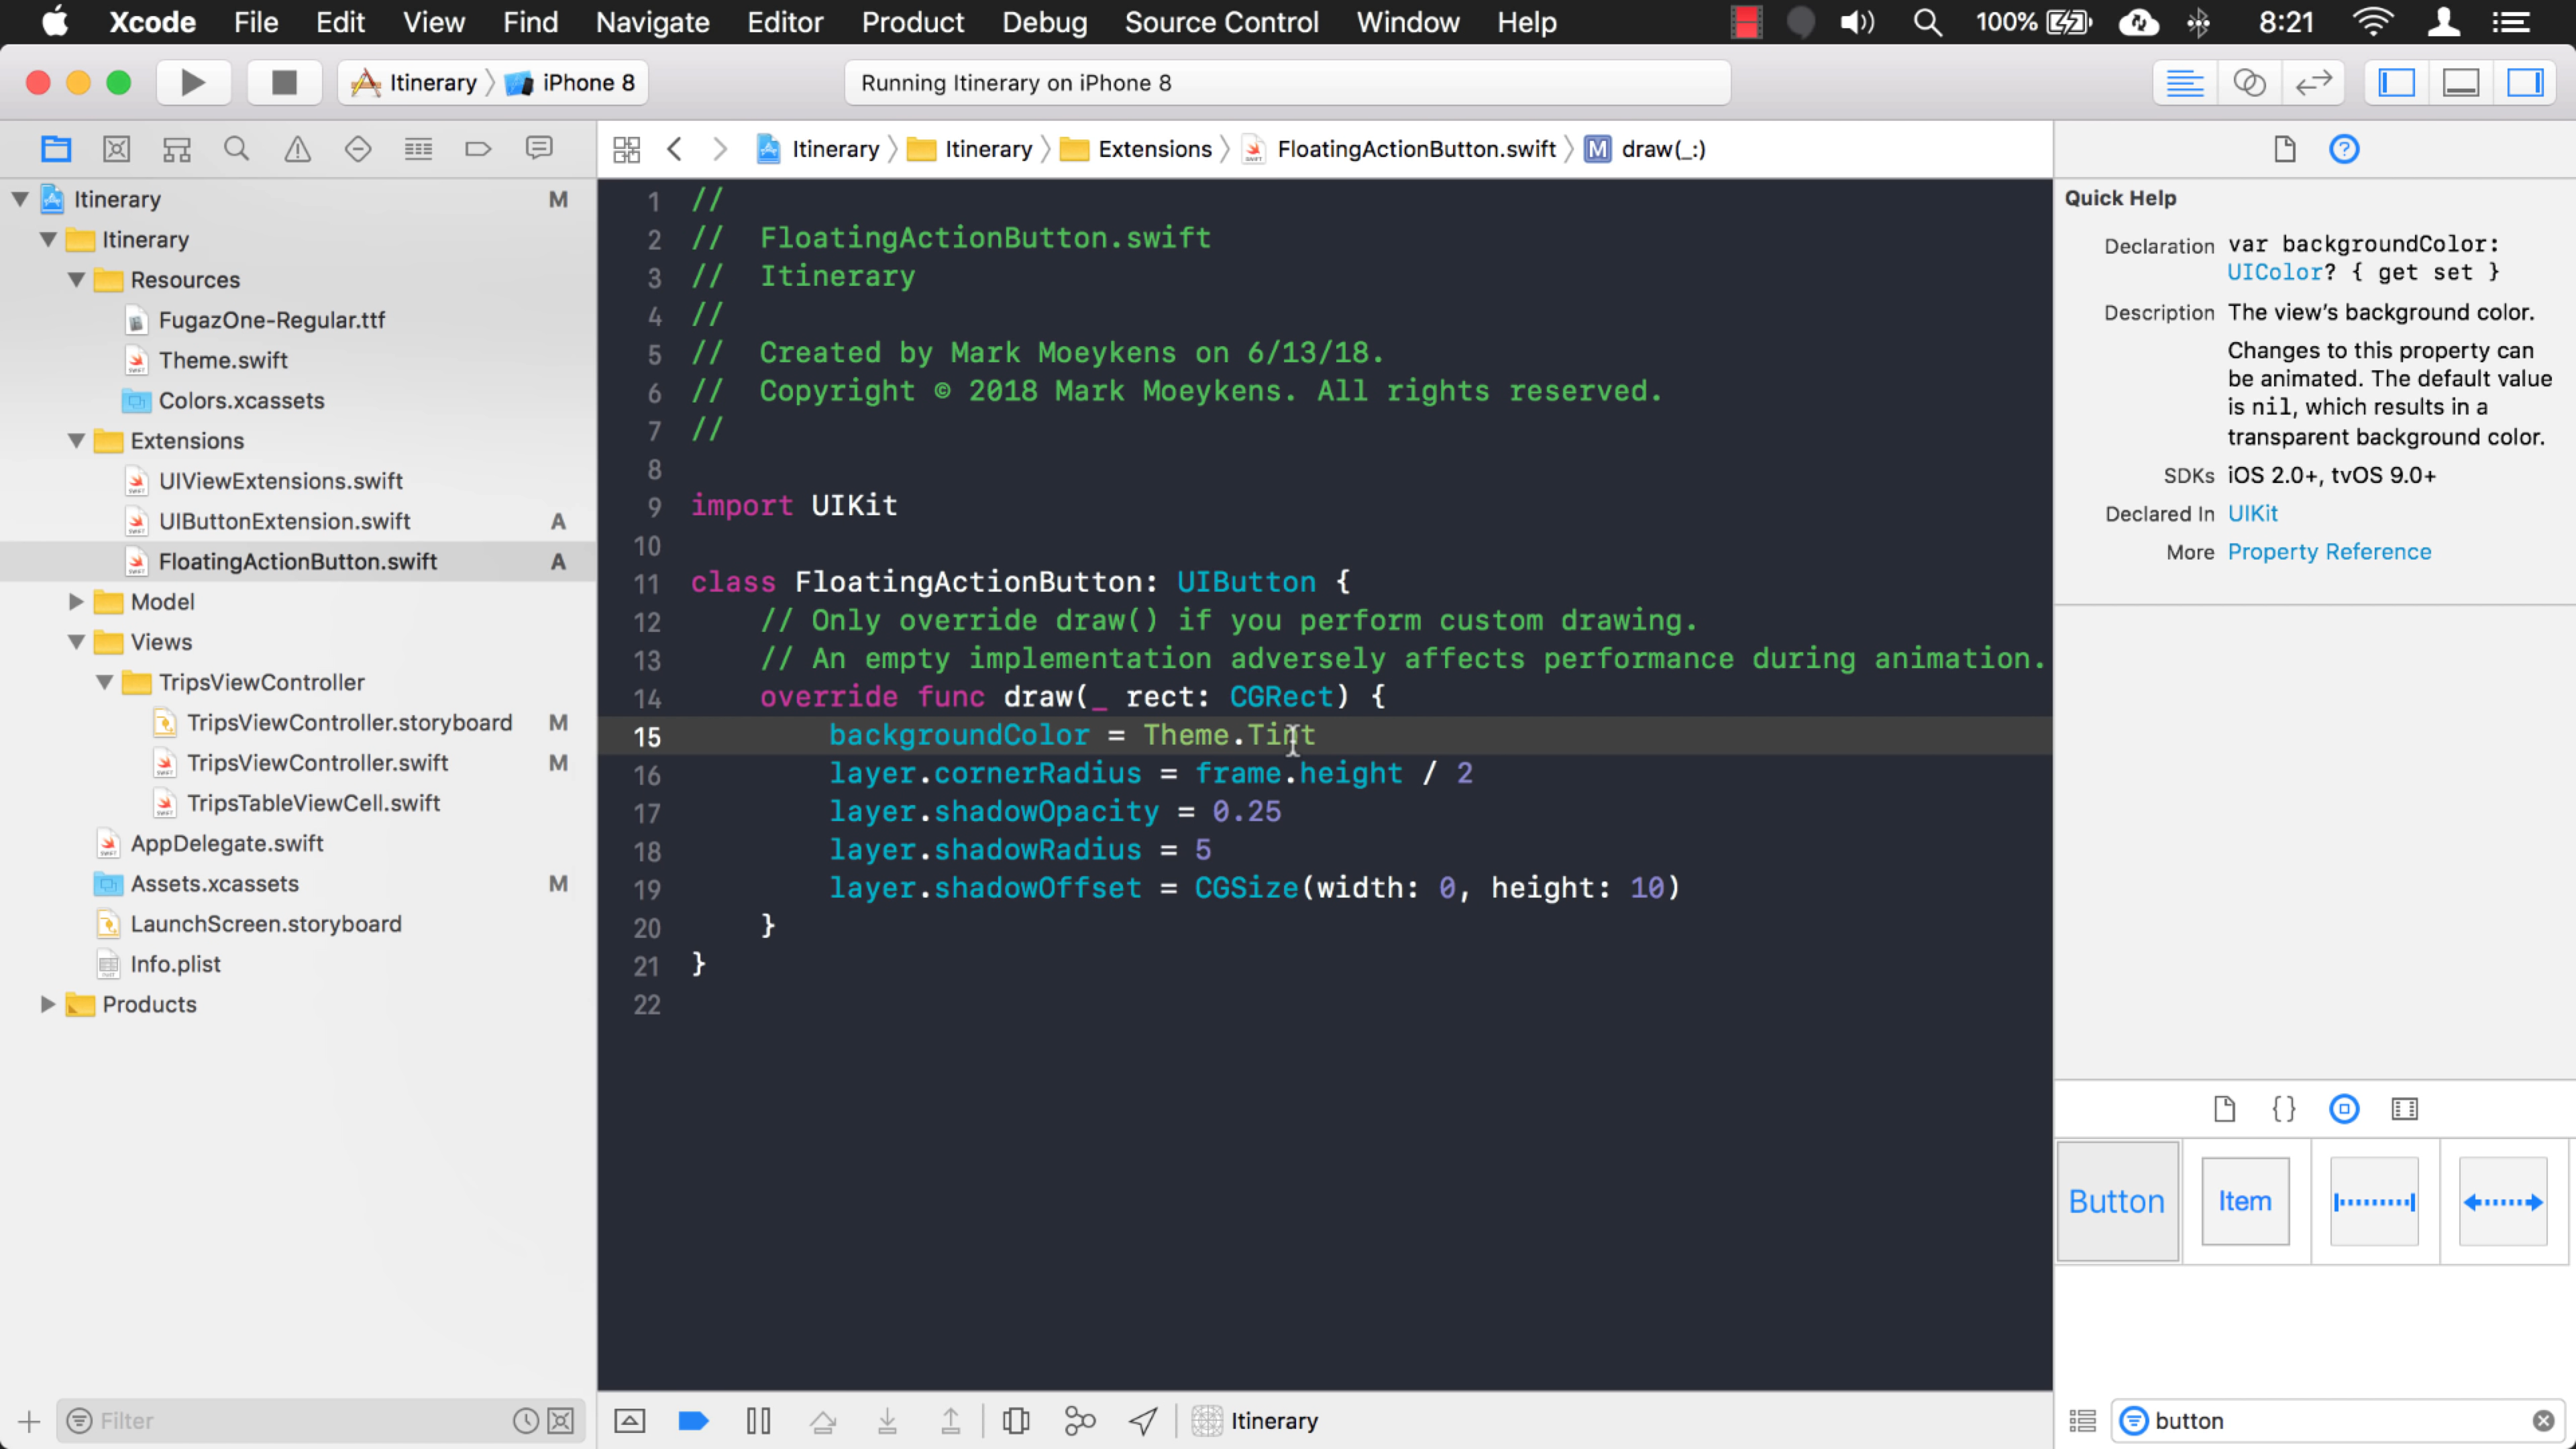 Xcode File Edit View Find Navigate Editor Product Debug Source Control Window Help 100% 8:21
Itinerary iPhone 8
Running Itinerary on iPhone 8
Itinerary Itinerary Extensions FloatingActionButton.swift M draw(_:)
Itinerary M
Itinerary
Resources
FugazOne-Regular.ttf
Theme.swift
Colors.xcassets
Extensions
UIViewExtensions.swift
UIButtonExtension.swift A
FloatingActionButton.swift A
Model
Views
TripsViewController
TripsViewController.storyboard M
TripsViewController.swift M
TripsTableViewCell.swift
AppDelegate.swift
Assets.xcassets M
LaunchScreen.storyboard
Info.plist
Products
Filter
1 //
2 // FloatingActionButton.swift
3 // Itinerary
4 //
5 // Created by Mark Moeykens on 6/13/18.
6 // Copyright © 2018 Mark Moeykens. All rights reserved.
7 //
8
9 import UIKit
10
11 class FloatingActionButton: UIButton {
12 // Only override draw() if you perform custom drawing.
13 // An empty implementation adversely affects performance during animation.
14 override func draw(_ rect: CGRect) {
15 backgroundColor = Theme.Tint
16 layer.cornerRadius = frame.height / 2
17 layer.shadowOpacity = 0.25
18 layer.shadowRadius = 5
19 layer.shadowOffset = CGSize(width: 0, height: 10)
20 }
21 }
22
Itinerary
Quick Help
Declaration var backgroundColor:
UIColor? { get set }
Description The view's background color.
Changes to this property can
be animated. The default value
is nil, which results in a
transparent background color.
SDKs iOS 2.0+, tvOS 9.0+
Declared In UIKit
More Property Reference
{}
Button Item
button